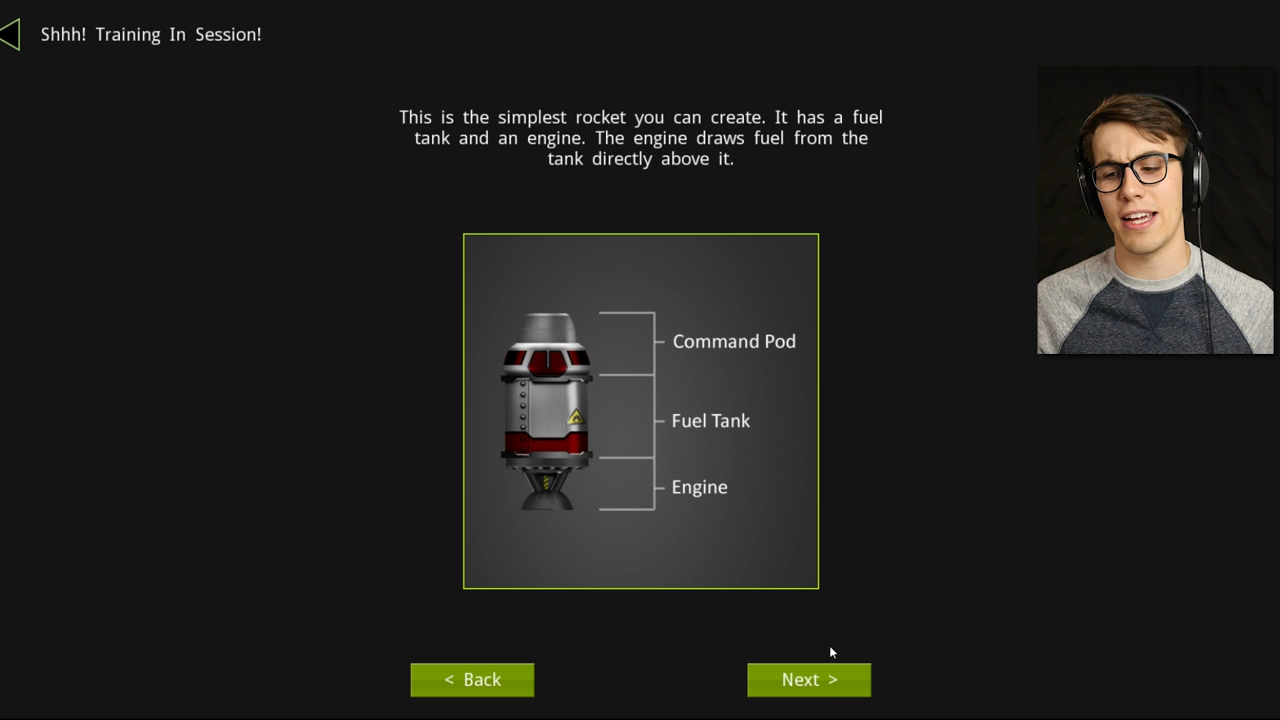 Shhh! Training In Session!
This is the simplest rocket you can create. It has a fuel
tank and an engine. The engine draws fuel from the
tank directly above it.
Command Pod
Fuel Tank
Engine
< Back
Next >